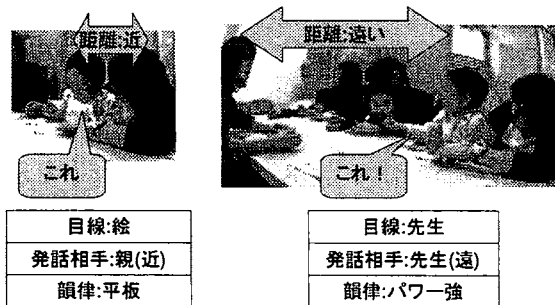 距離:近
これ
目線:絵
発話相手:親(近)
韻律:平板
距離:遠い
これ！
目線:先生
発話相手:先生(遠)
韻律:パワー強